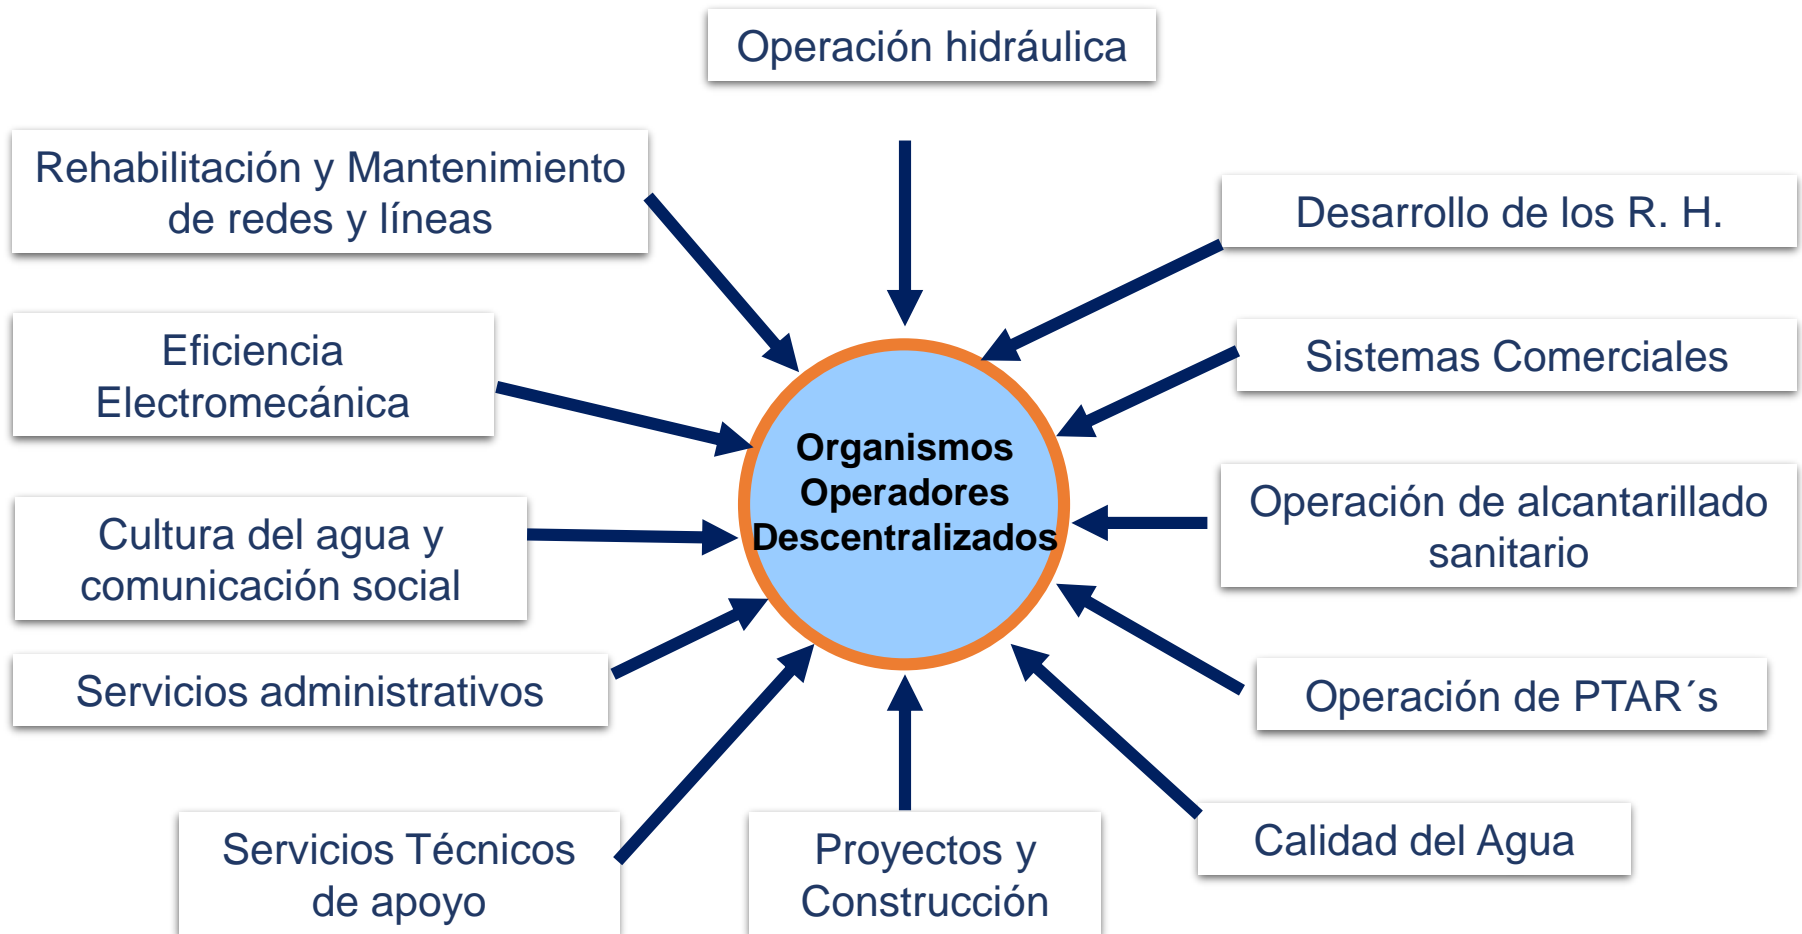 Operación hidráulica
Rehabilitación y Mantenimiento
de redes y líneas
Desarrollo de los R. H.
Eficiencia
Electromecánica
Sistemas Comerciales
Organismos
Operadores
Descentralizados
Cultura del agua y
comunicación social
Operación de alcantarillado
sanitario
Servicios administrativos
Operación de PTAR´s
Servicios Técnicos
de apoyo
Proyectos y
Construcción
Calidad del Agua